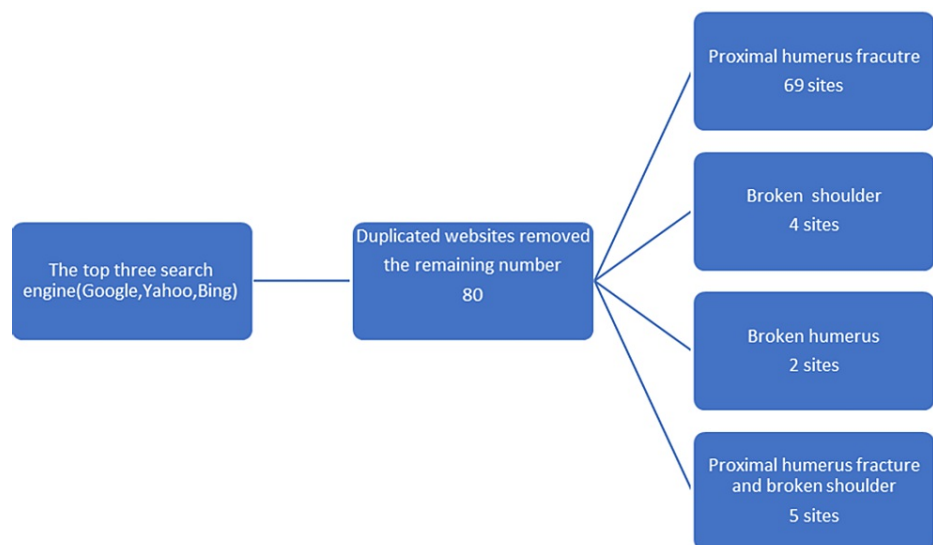 The top three search
engine(Google,Yahoo,Bing)
Duplicated websites removed
the remaining number
80
Proximal humerus fracutre
69 sites
Broken shoulder
4 sites
Broken humerus
2 sites
Proximal humerus fracture
and broken shoulder
5 sites